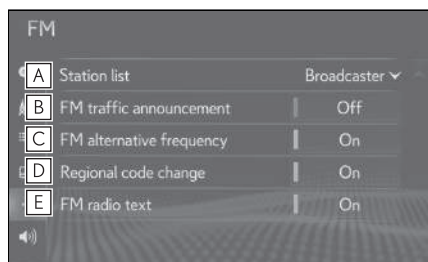 FM
A Station list Broadcaster
B FM traffic announcement Off
C FM alternative frequency On
D Regional code change On
E FM radio text On